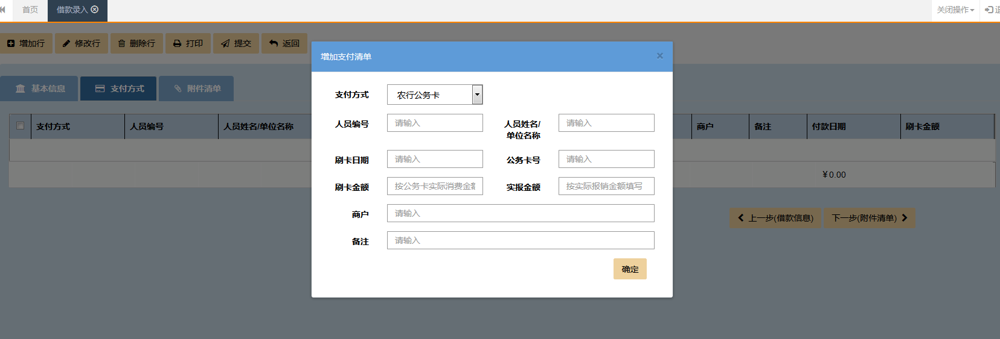 首页
借款录入
关闭操作
增加行
修改行
删除行
打印
提交
返回
基本信息
支付方式
附件清单
支付方式
人员编号
人员姓名/单位名称
商户
备注
付款日期
刷卡金额
¥0.00
上一步(借款信息)
下一步(附件清单)
增加支付清单
×
支付方式
农行公务卡
人员编号
请输入
人员姓名/
单位名称
请输入
刷卡日期
请输入
公务卡号
请输入
刷卡金额
按公务卡实际消费金额
实报金额
按实际报销金额填写
商户
请输入
备注
请输入
确定